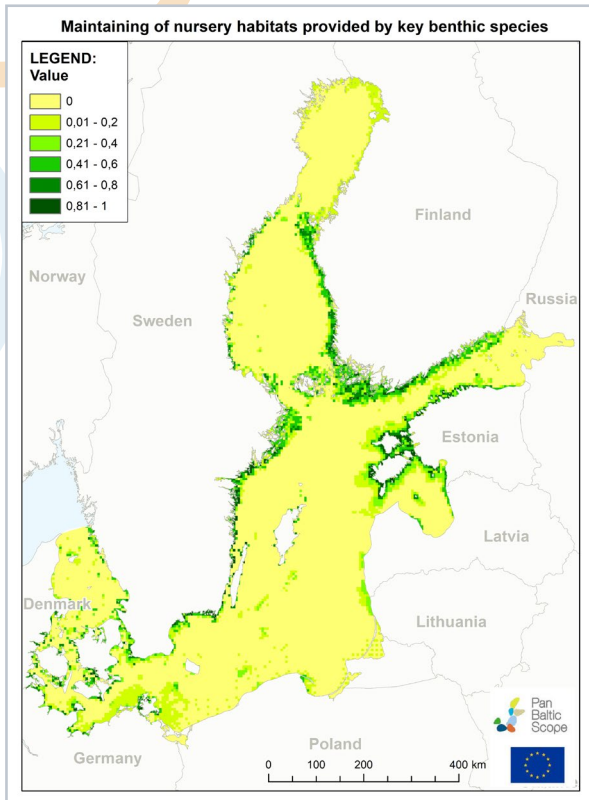 Maintaining of nursery habitats provided by key benthic species
LEGEND:
Value
0
0,01 - 0,2
0,21 - 0,4
0,41 - 0,6
0,61 - 0,8
0,81 - 1
Finland
Norway
Russia
Sweden
Estonia
Latvia
Denmark
Lithuania
Pan
Baltic
Scope
Poland
Germany
0 100 200 400 km